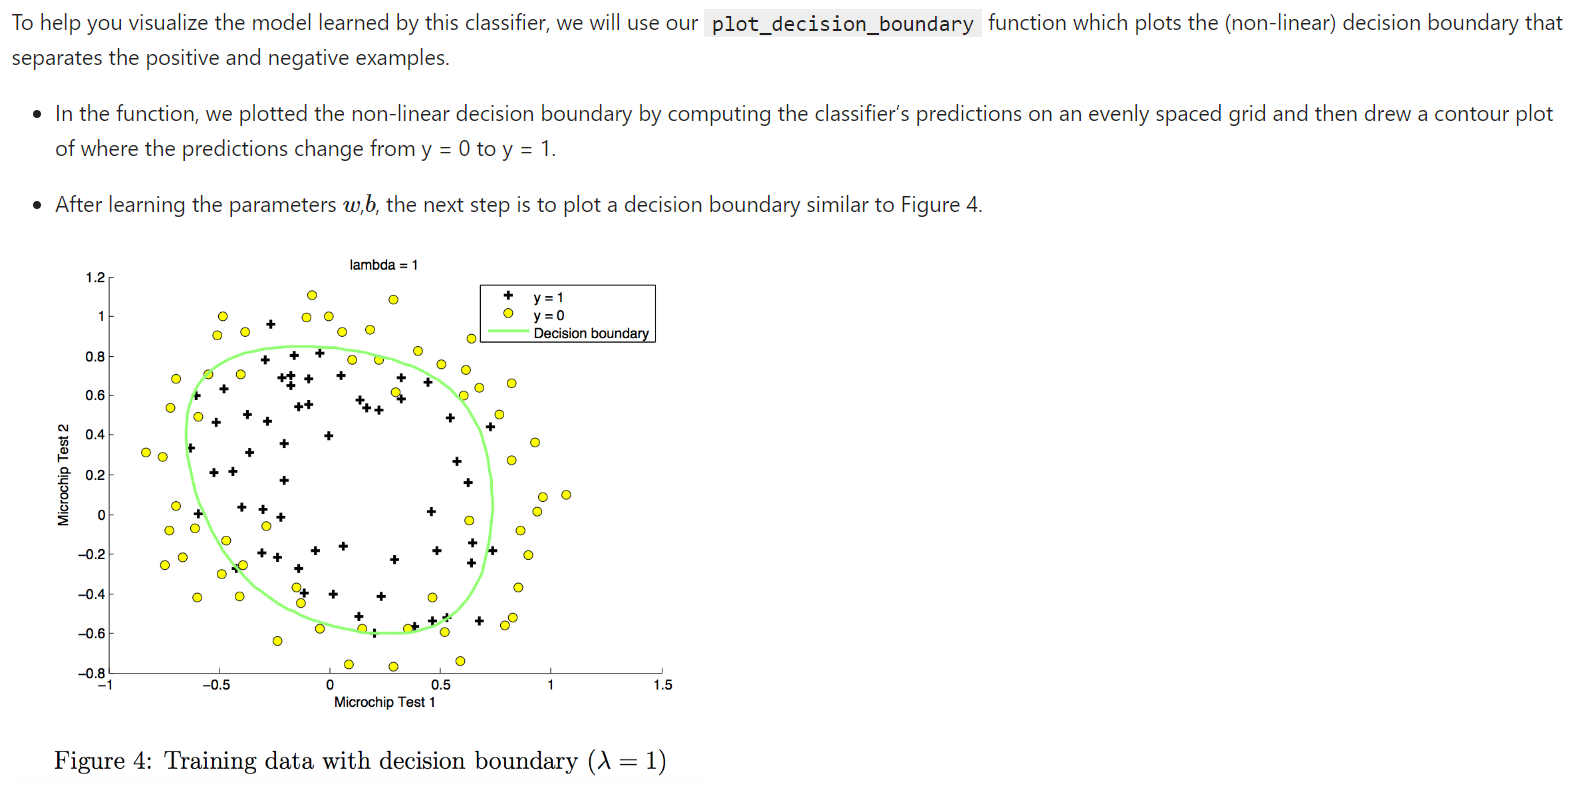 To help you visualize the model learned by this classifier, we will use our plot_decision_boundary function which plots the (non-linear) decision boundary that
separates the positive and negative examples.
• In the function, we plotted the non-linear decision boundary by computing the classifier’s predictions on an evenly spaced grid and then drew a contour plot
of where the predictions change from y = 0 to y = 1.
• After learning the parameters w,b, the next step is to plot a decision boundary similar to Figure 4.
lambda = 1
1.2
1
0.8
0.6
0.4
0.2
0
−0.2
−0.4
−0.6
−0.8
Microchip Test 2
y = 1
y = 0
Decision boundary
−1
−0.5
0
0.5
1
1.5
Microchip Test 1
Figure 4: Training data with decision boundary (λ = 1)